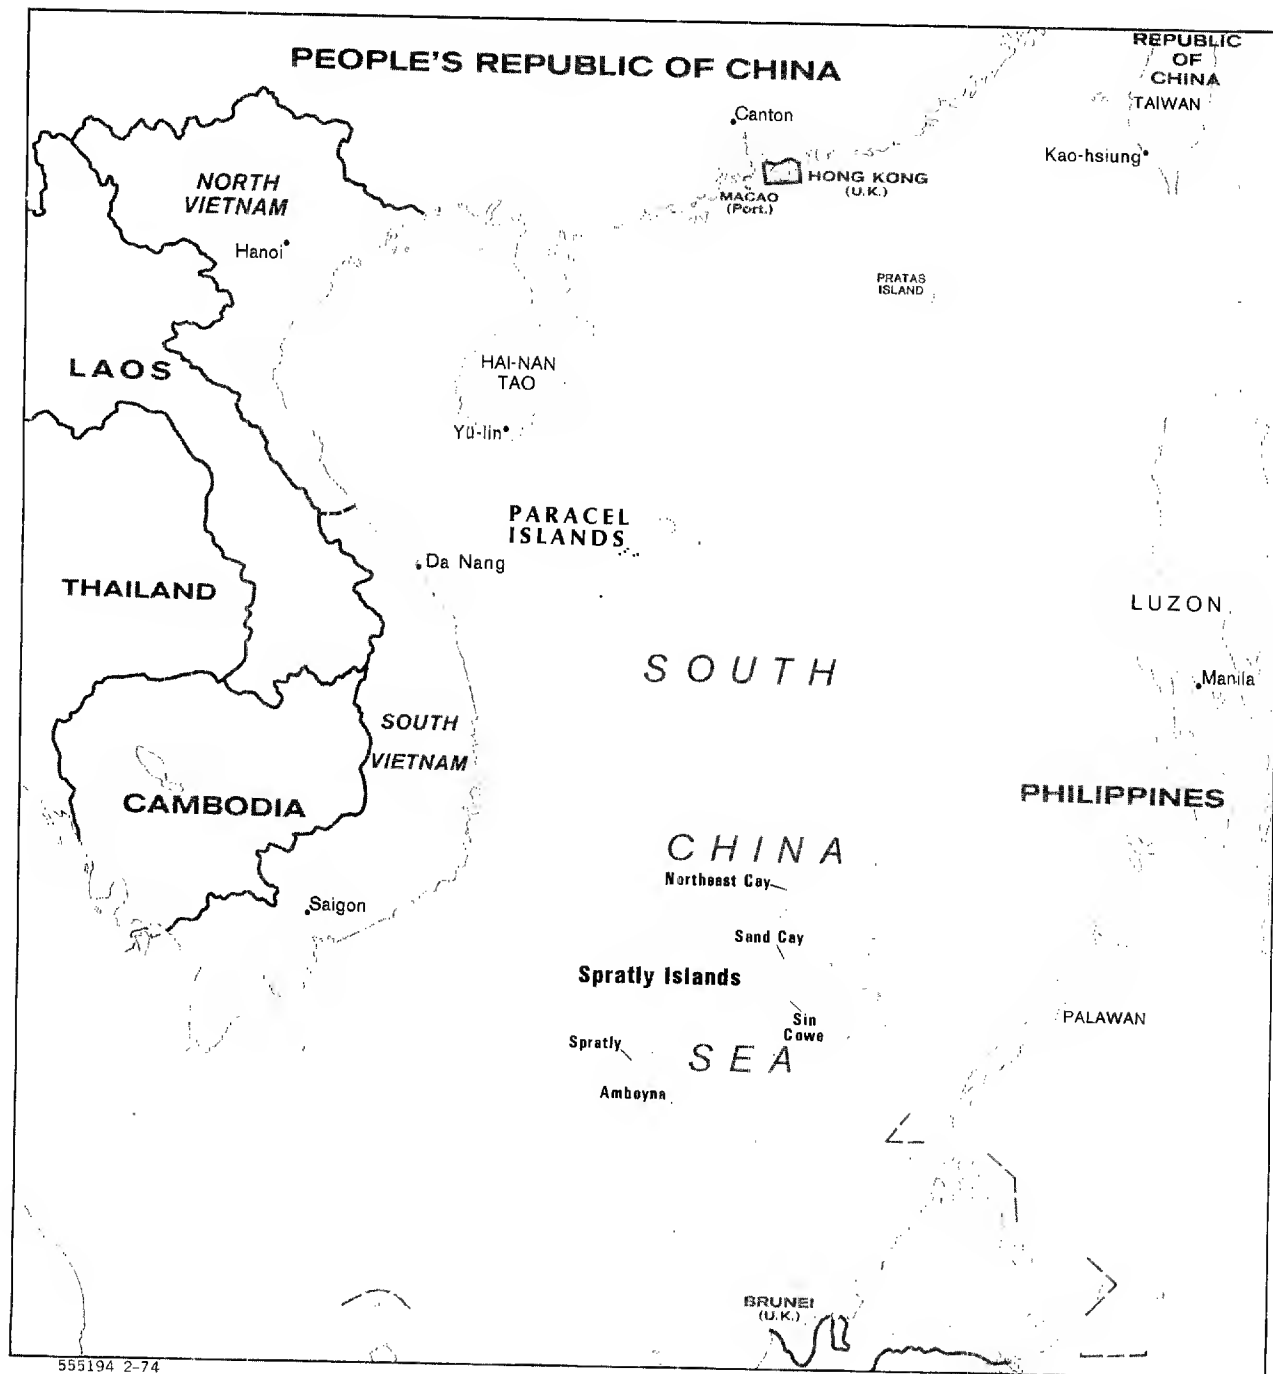 PEOPLE'S REPUBLIC OF CHINA
REPUBLIC
OF
CHINA
TAIWAN
Canton
Kao-hsiung
HONG KONG
(U.K.)
MACAO
(Port.)
NORTH
VIETNAM
Hanoi
PRATAS
ISLAND
LAOS
HAI-NAN
TAO
Yü-lin
PARACEL
ISLANDS
Da Nang
THAILAND
LUZON
SOUTH
Manila
SOUTH
VIETNAM
CAMBODIA
PHILIPPINES
CHINA
Northeast Cay
Saigon
Sand Cay
Spratly Islands
Sin
Cowe
PALAWAN
Spratly
SEA
Amboyna
BRUNEI
(U.K.)
555194 2-74